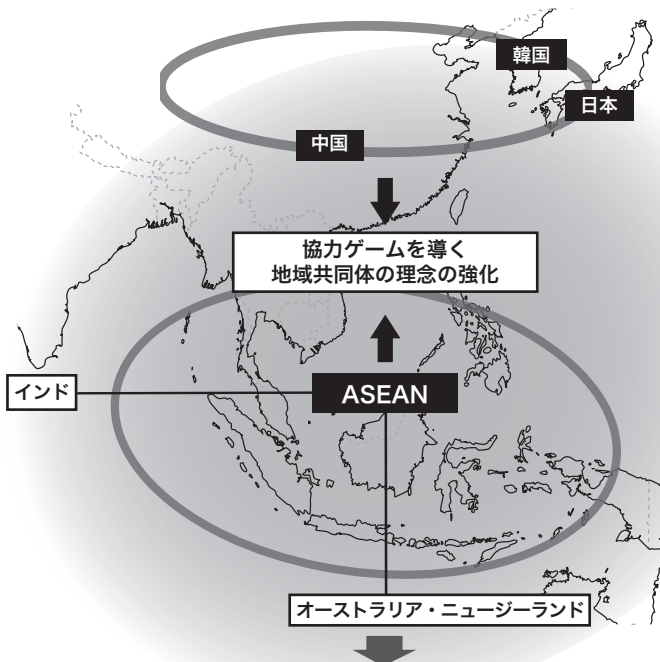 韓国
日本
中国
協力ゲームを導く
地域共同体の理念の強化
インド
ASEAN
オーストラリア・ニュージーランド